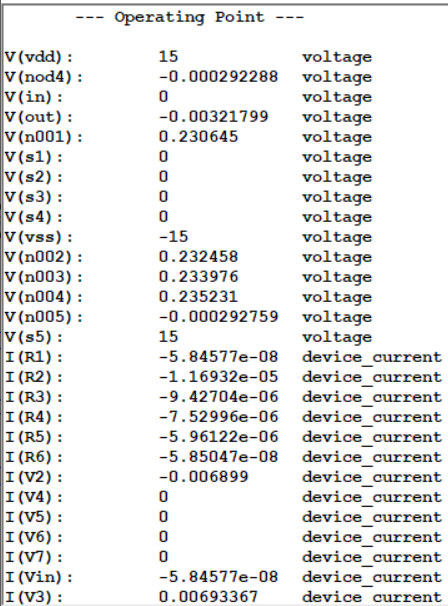 --- Operating Point ---
V(vdd): 15 voltage
V(nod4): -0.000292288 voltage
V(in): 0 voltage
V(out): -0.00321799 voltage
V(n001): 0.230645 voltage
V(s1): 0 voltage
V(s2): 0 voltage
V(s3): 0 voltage
V(s4): 0 voltage
V(vss): -15 voltage
V(n002): 0.232458 voltage
V(n003): 0.233976 voltage
V(n004): 0.235231 voltage
V(n005): -0.000292759 voltage
V(s5): 15 voltage
I(R1): -5.84577e-08 device_current
I(R2): -1.16932e-05 device_current
I(R3): -9.42704e-06 device_current
I(R4): -7.52996e-06 device_current
I(R5): -5.96122e-06 device_current
I(R6): -5.85047e-08 device_current
I(V2): -0.006899 device_current
I(V4): 0 device_current
I(V5): 0 device_current
I(V6): 0 device_current
I(V7): 0 device_current
I(Vin): -5.84577e-08 device_current
I(V3): 0.00693367 device_current